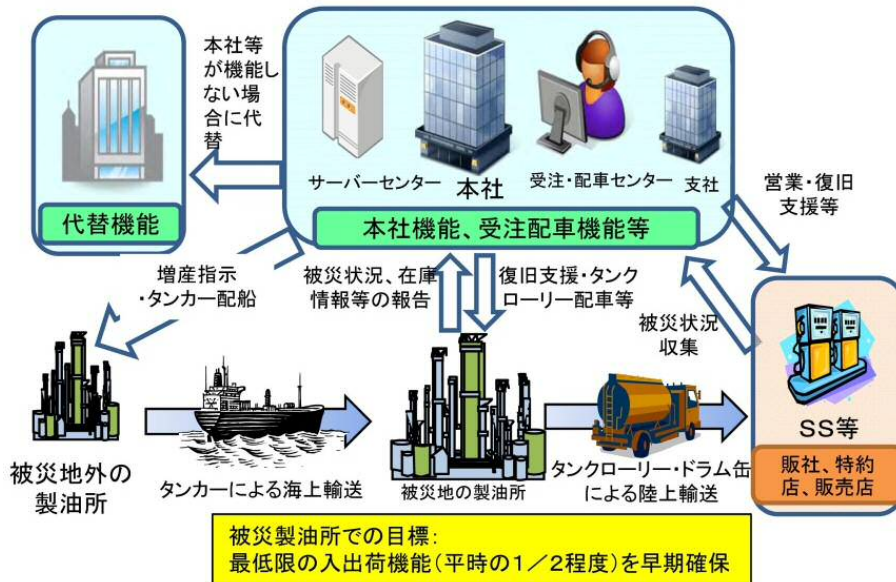 本社等
が機能し
ない場
合に代
替
サーバーセンター
本社
受注・配車センター
支社
代替機能
本社機能、受注配車機能等
営業・復旧
支援等
増産指示
・タンカー配船
被災状況、在庫
情報等の報告
復旧支援・タンク
ローリー配車等
被災状況
収集
被災地外の
製油所
タンカーによる海上輸送
被災地の製油所
タンクローリー・ドラム缶
による陸上輸送
SS等
販社、特約
店、販売店
被災製油所での目標:
最低限の入出荷機能(平時の1/2程度)を早期確保